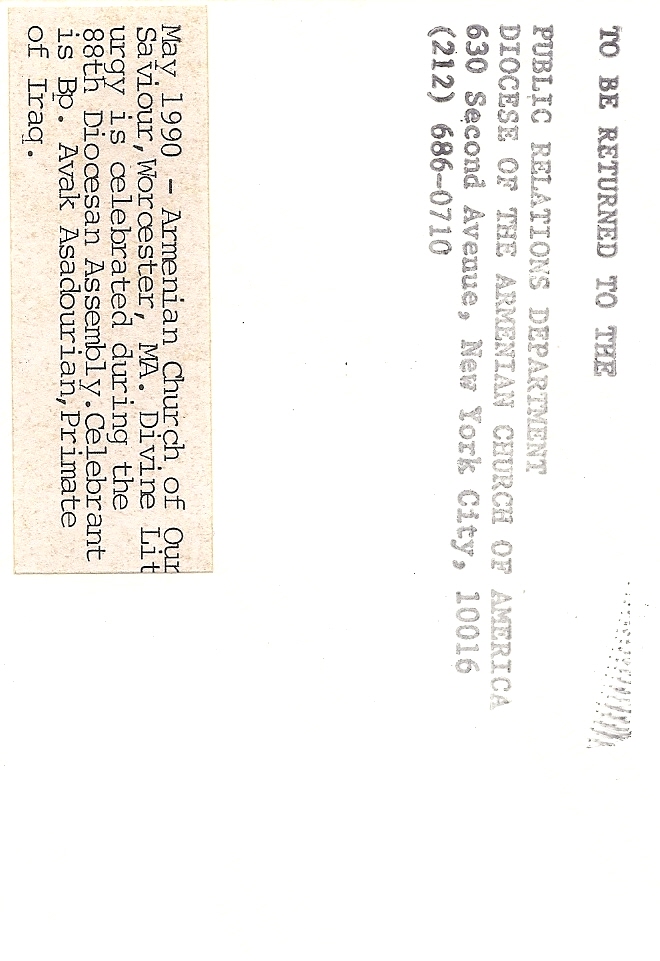 TO BE RETURNED TO THE
PUBLIC RELATIONS DEPARTMENT
DIOCESE OF THE ARMENIAN CHURCH OF AMERICA
630 Second Avenue, New York City, 10016
(212) 686-0710
May 1990 - Armenian Church of Our
Saviour,Worcester, MA. Divine Lit
urgy is celebrated during the
88th Diocesan Assembly.Celebrant
is Bp. Avak Asadourian,Primate
of Iraq.